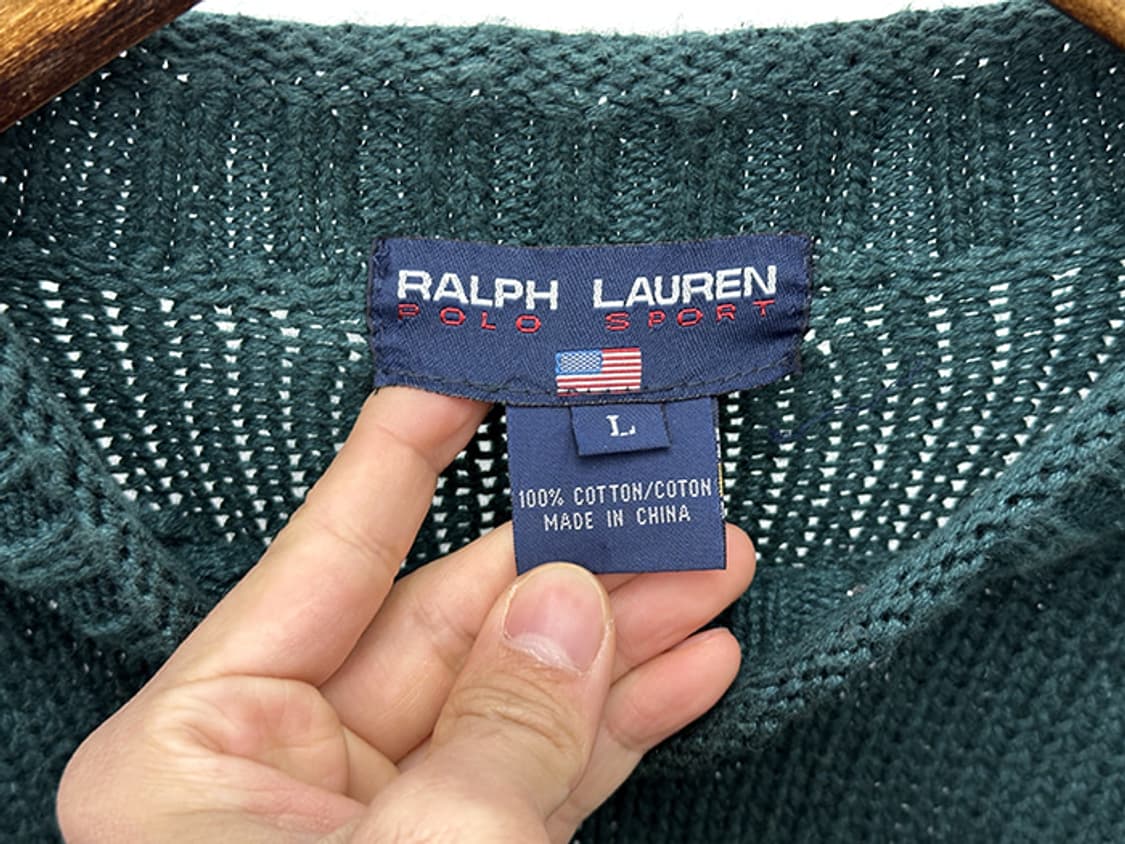 RALPH LAUREN
POLO SPORT
L
100% COTTON/COTON
MADE IN CHINA